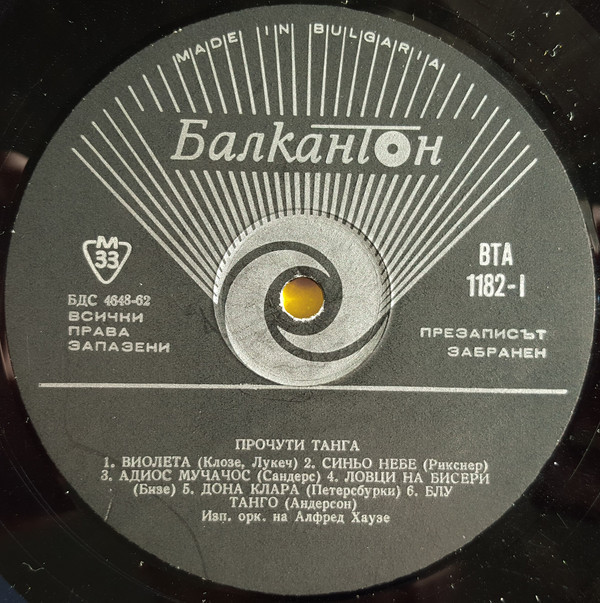 MADE IN BULGARIA
Балкантон
М
33
ВТА
1182-I
БДС 4648-62
ВСИЧКИ
ПРАВА
ЗАПАЗЕНИ
ПРЕЗАПИСЪТ
ЗАБРАНЕН
ПРОЧУТИ ТАНГА
1. ВИОЛЕТА (Клозе, Лукеч) 2. СИНЬО НЕБЕ (Рикснер)
3. АДИОС МУЧАЧОС (Сандерс) 4. ЛОВЦИ НА БИСЕРИ
(Бизе) 5. ДОНА КЛАРА (Петерсбурки) 6. БЛУ
ТАНГО (Андерсон)
Изп. орк. на Алфред Хаузе